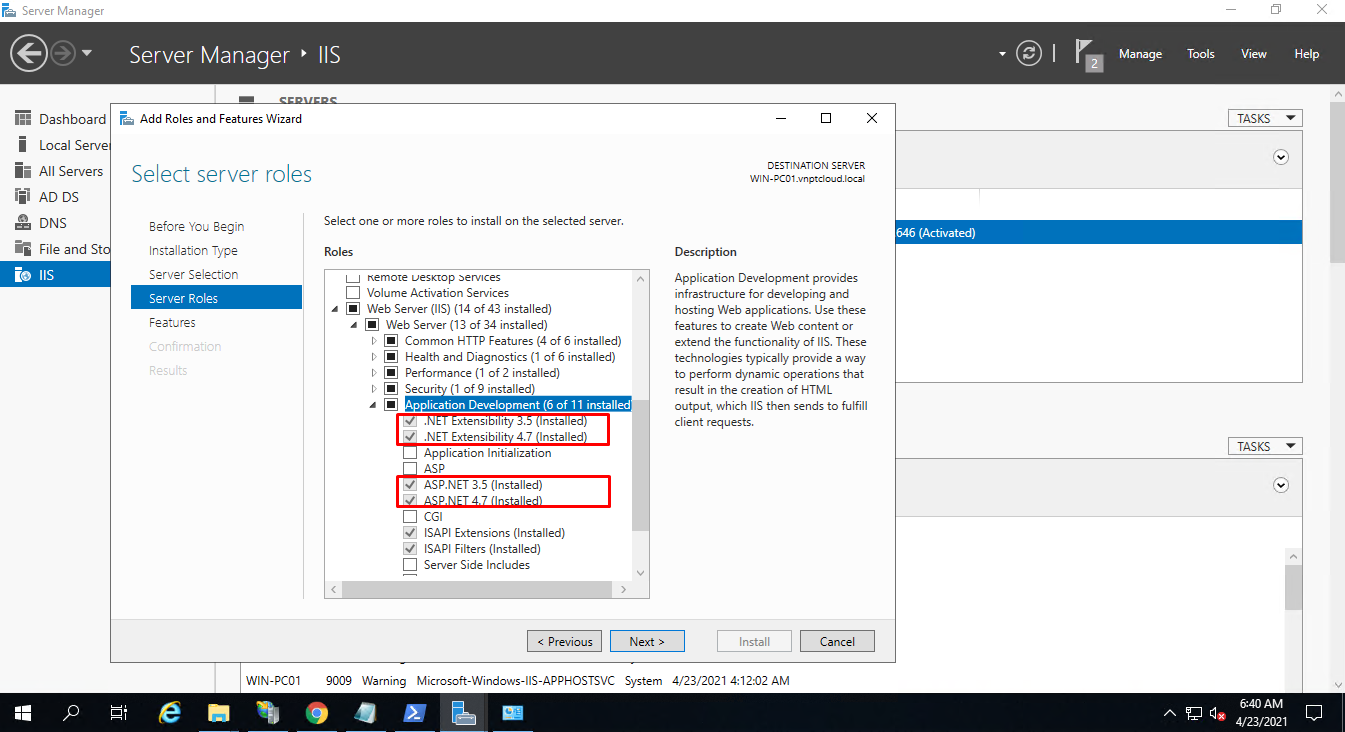 Server Manager
Server Manager ‣ IIS
2
Manage
Tools
View
Help
SERVERS
Dashboard
Local Server
All Servers
AD DS
DNS
File and Sto
IIS
TASKS
646 (Activated)
TASKS
Add Roles and Features Wizard
Select server roles
DESTINATION SERVER
WIN-PC01.vnptcloud.local
Before You Begin
Installation Type
Server Selection
Server Roles
Features
Confirmation
Results
Select one or more roles to install on the selected server.
Roles
Remote Desktop Services
Volume Activation Services
Web Server (IIS) (14 of 43 installed)
Web Server (13 of 34 installed)
Common HTTP Features (4 of 6 installed)
Health and Diagnostics (1 of 6 installed)
Performance (1 of 2 installed)
Security (1 of 9 installed)
Application Development (6 of 11 installed
.NET Extensibility 3.5 (Installed)
.NET Extensibility 4.7 (Installed)
Application Initialization
ASP
ASP.NET 3.5 (Installed)
ASP.NET 4.7 (Installed)
CGI
ISAPI Extensions (Installed)
ISAPI Filters (Installed)
Server Side Includes
Description
Application Development provides
infrastructure for developing and
hosting Web applications. Use these
features to create Web content or
extend the functionality of IIS. These
technologies typically provide a way
to perform dynamic operations that
result in the creation of HTML
output, which IIS then sends to fulfill
client requests.
< Previous
Next >
Install
Cancel
WIN-PC01 9009 Warning Microsoft-Windows-IIS-APPHOSTSVC System 4/23/2021 4:12:02 AM
6:40 AM
4/23/2021